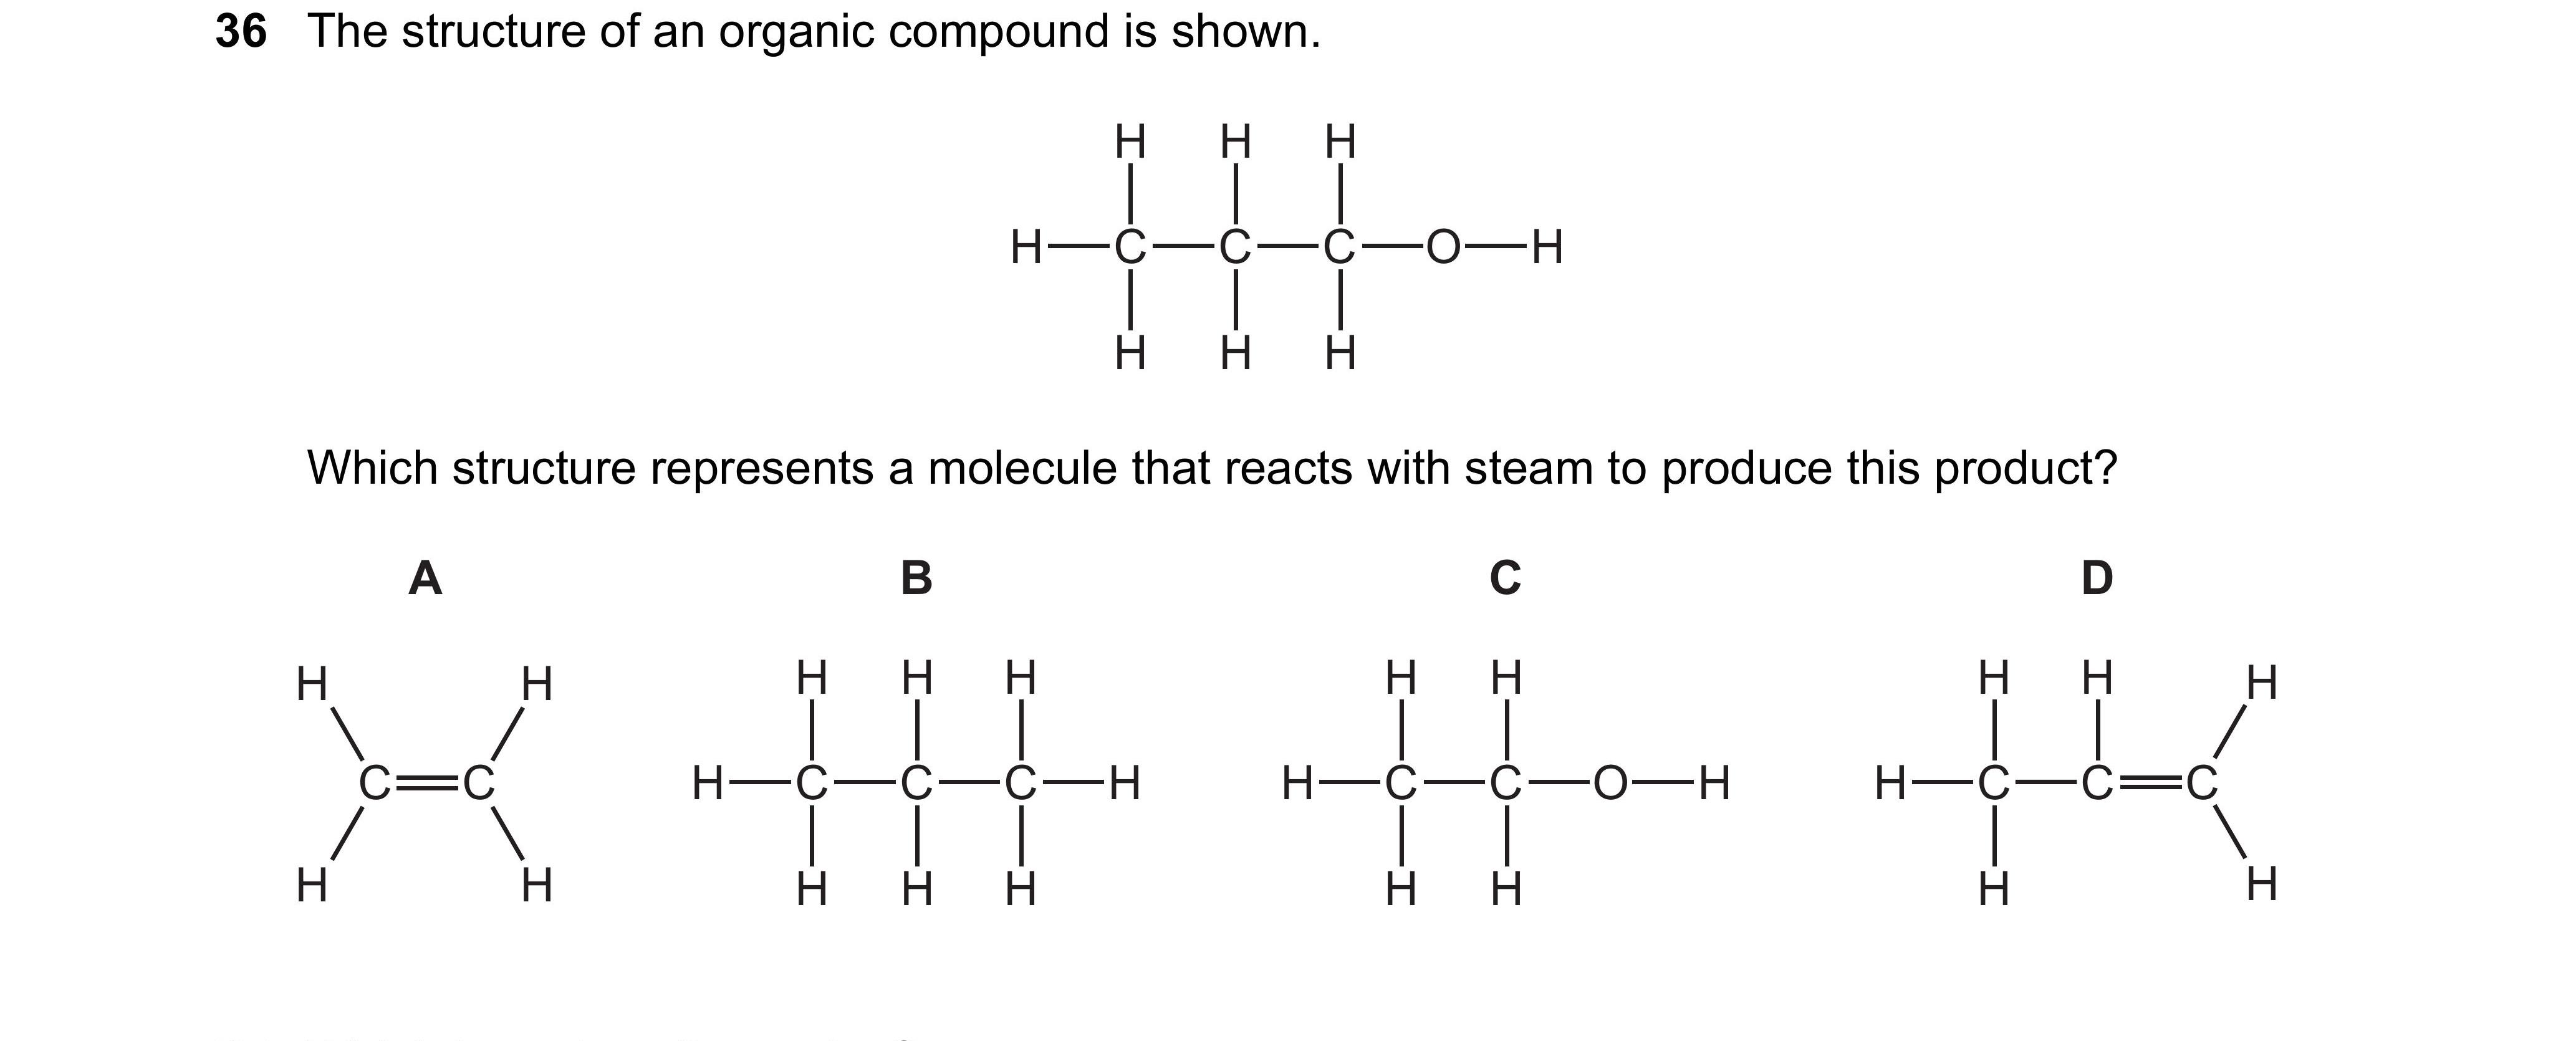 36 The structure of an organic compound is shown.
H H H
H C C C O H
H H H
Which structure represents a molecule that reacts with steam to produce this product?
A B C D
H H H H H H H H H H
C C H C C C H H C C O H H C C C
H H H H H H H H H